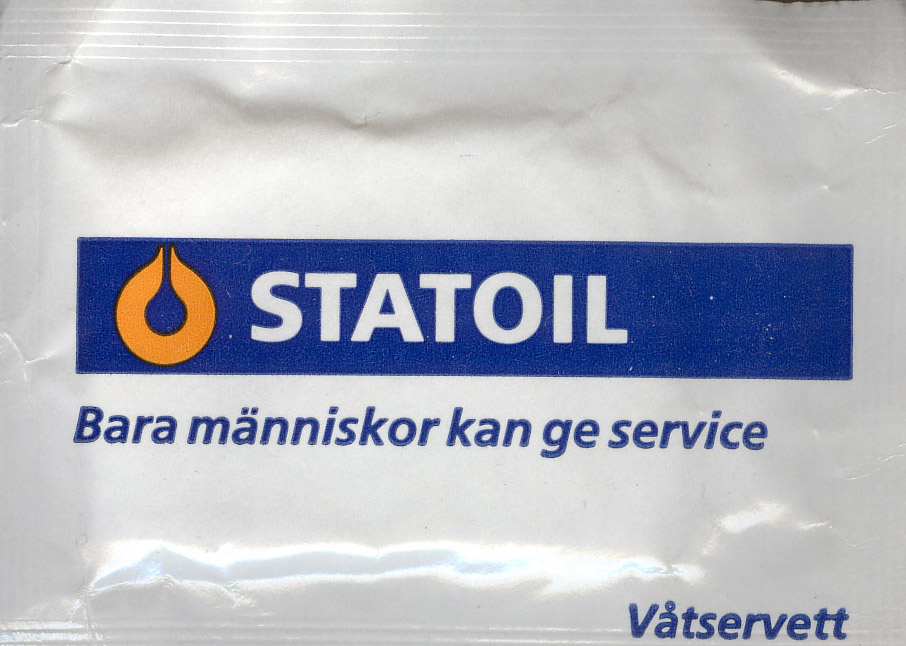 STATOIL
Bara människor kan ge service
Våtservett